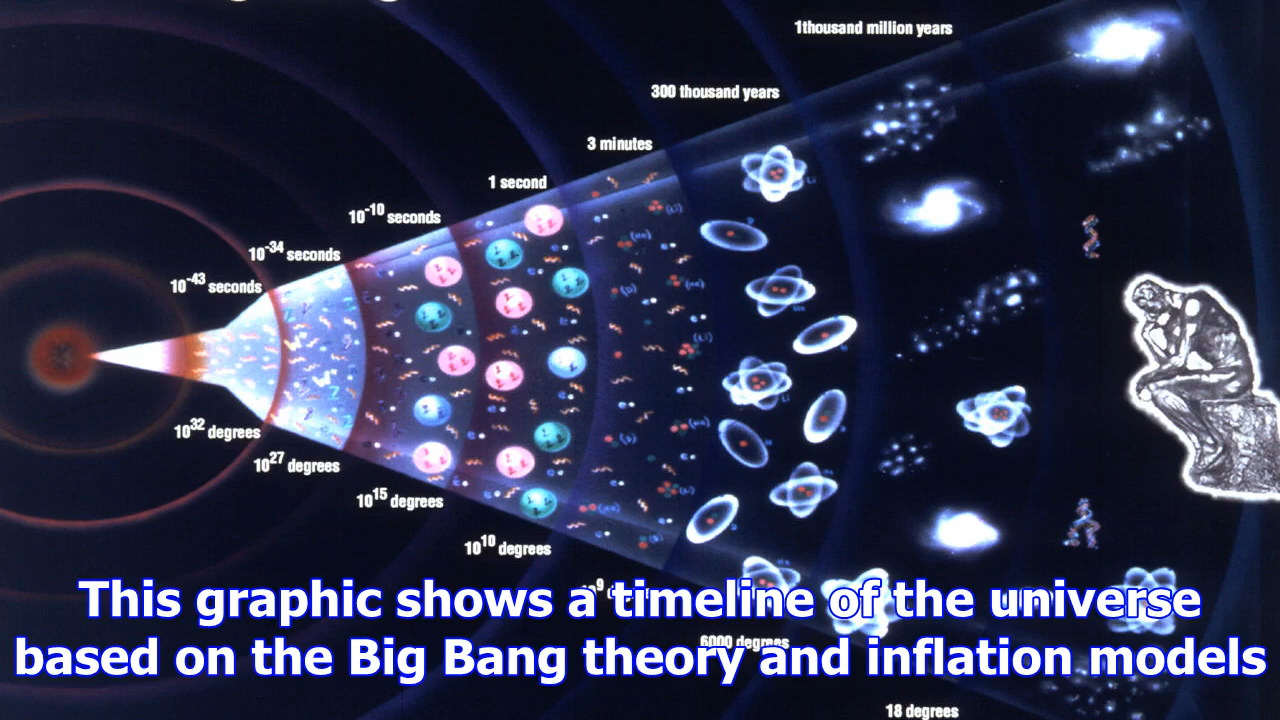 1thousand million years
300 thousand years
3 minutes
1 second
10⁻¹⁰ seconds
10⁻³⁴ seconds
10⁻⁴³ seconds
10³² degrees
10²⁷ degrees
10¹⁵ degrees
10¹⁰ degrees
6000 degrees
18 degrees
This graphic shows a timeline of the universe
based on the Big Bang theory and inflation models